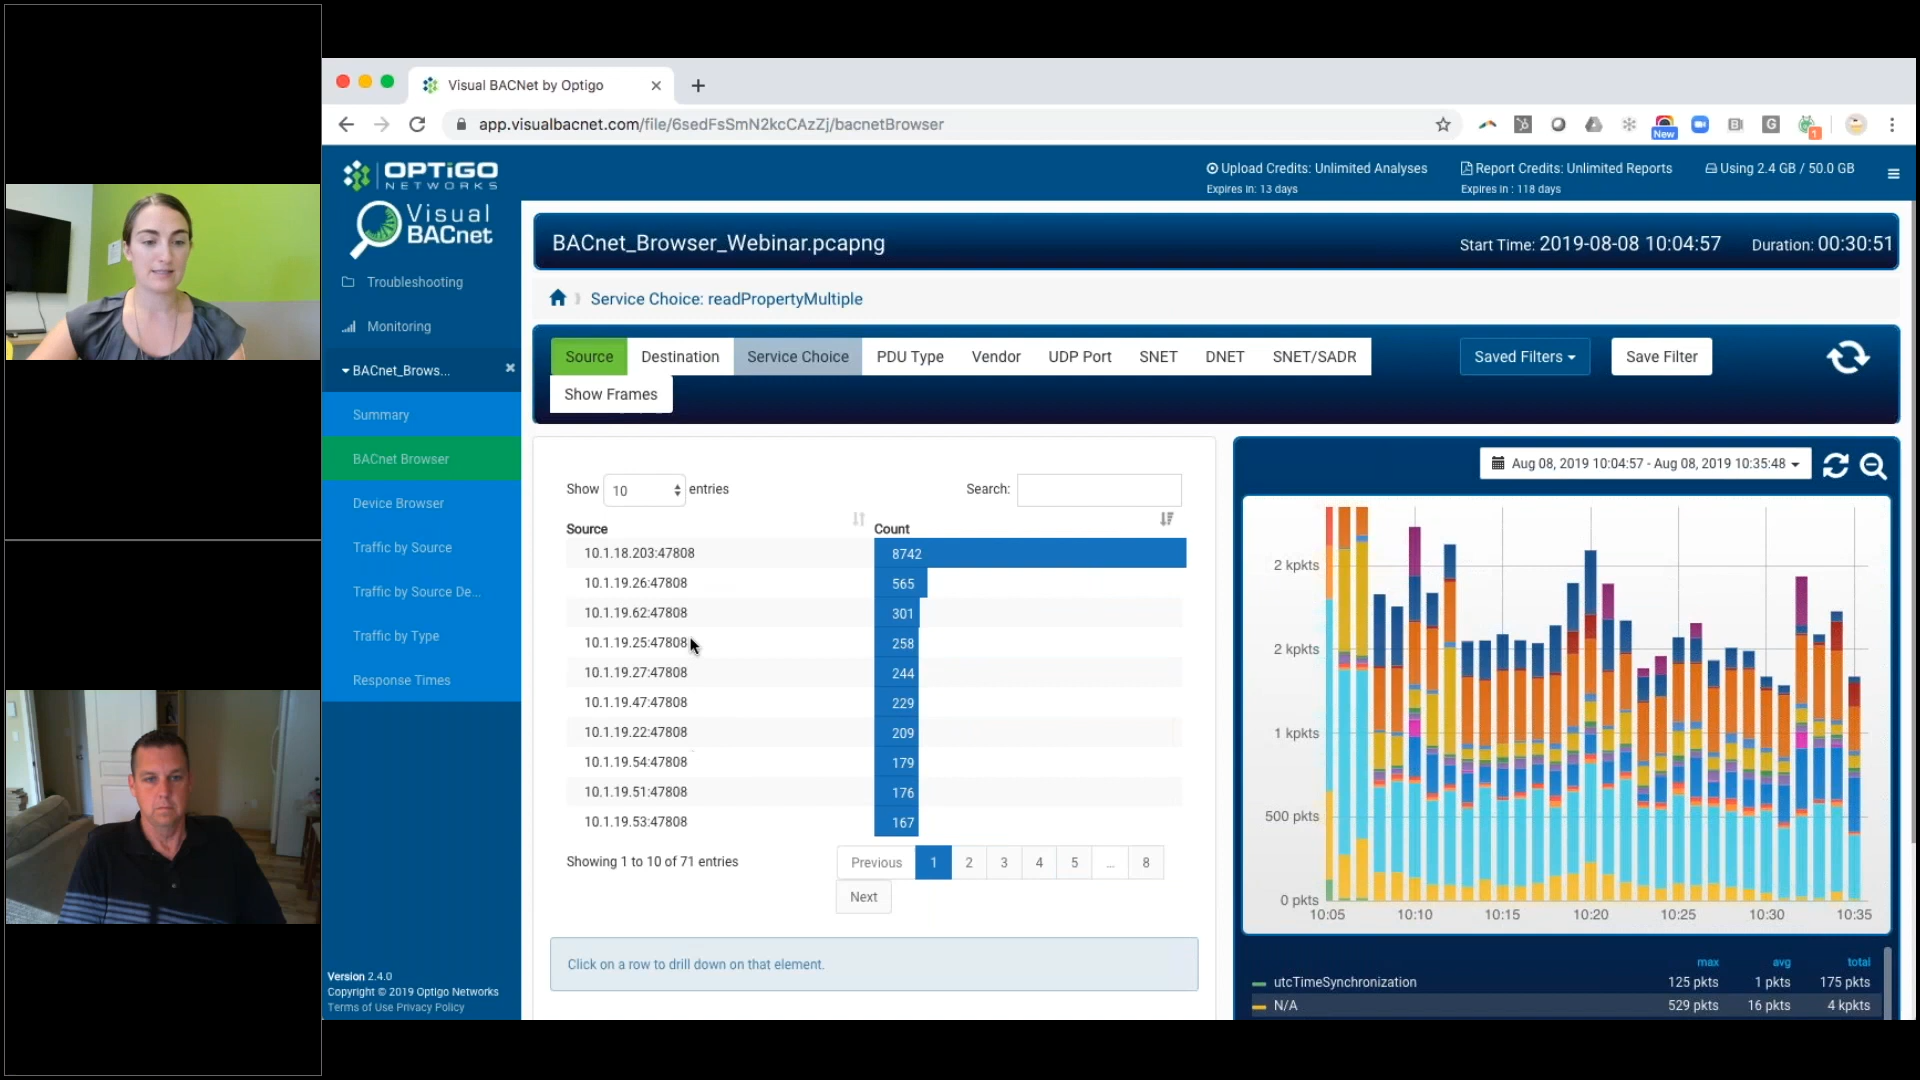 Visual BACNet by Optigo
app.visualbacnet.com/file/6sedFsSmN2kcCAzZj/bacnetBrowser
New
1
OPTIGO
NETWORKS
Visual
BACnet
Upload Credits: Unlimited Analyses
Expires in: 13 days
Report Credits: Unlimited Reports
Expires in : 118 days
Using 2.4 GB / 50.0 GB
Troubleshooting
Monitoring
BACnet_Brows...
Summary
BACnet Browser
Device Browser
Traffic by Source
Traffic by Source De...
Traffic by Type
Response Times
Version 2.4.0
Copyright © 2019 Optigo Networks
Terms of Use Privacy Policy
BACnet_Browser_Webinar.pcapng
Start Time: 2019-08-08 10:04:57
Duration: 00:30:51
Service Choice: readPropertyMultiple
Source Destination Service Choice PDU Type Vendor UDP Port SNET DNET SNET/SADR
Show Frames
Saved Filters
Save Filter
Show 10 entries
Search:
Source Count
10.1.18.203:47808 8742
10.1.19.26:47808 565
10.1.19.62:47808 301
10.1.19.25:47808 258
10.1.19.27:47808 244
10.1.19.47:47808 229
10.1.19.22:47808 209
10.1.19.54:47808 179
10.1.19.51:47808 176
10.1.19.53:47808 167
Showing 1 to 10 of 71 entries
Previous 1 2 3 4 5 ... 8
Next
Click on a row to drill down on that element.
Aug 08, 2019 10:04:57 - Aug 08, 2019 10:35:48
2 kpkts
2 kpkts
1 kpkts
500 pkts
0 pkts
10:05 10:10 10:15 10:20 10:25 10:30 10:35
max avg total
utcTimeSynchronization 125 pkts 1 pkts 175 pkts
N/A 529 pkts 16 pkts 4 kpkts